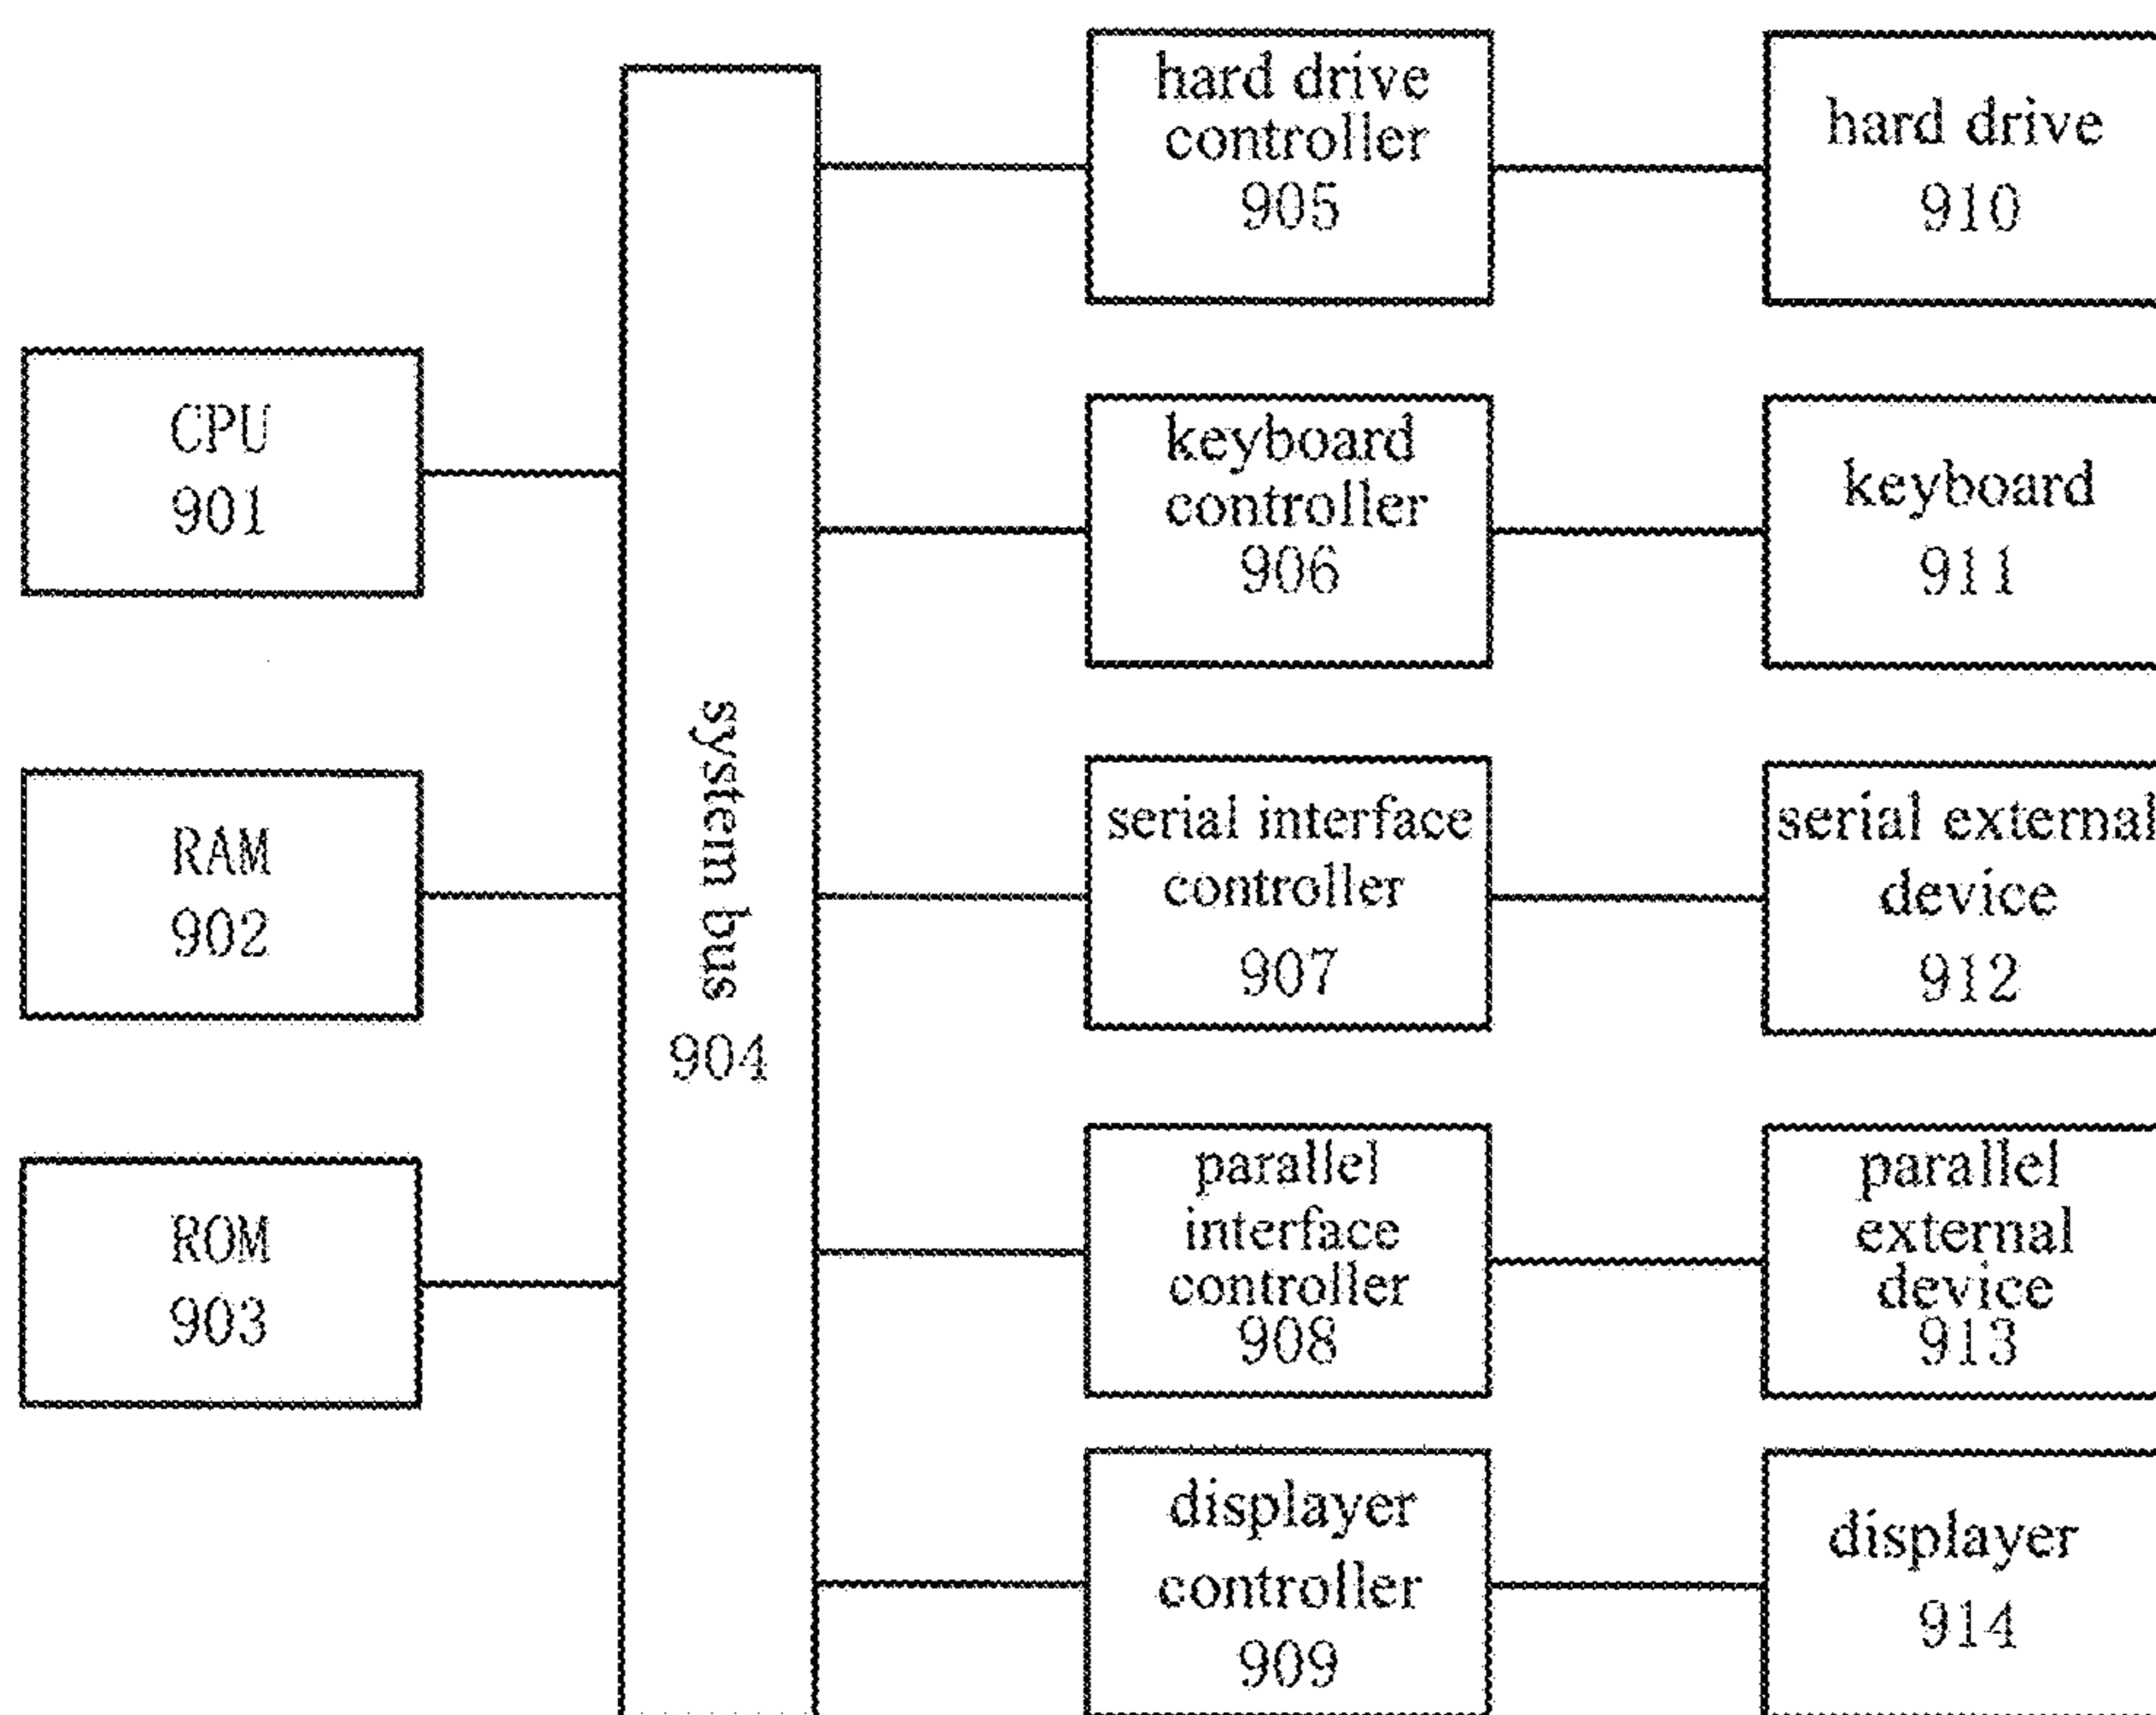 CPU
901
RAM
902
ROM
903
system bus
904
hard drive
controller
905
keyboard
controller
906
serial interface
controller
907
parallel
interface
controller
908
displayer
controller
909
hard drive
910
keyboard
911
serial external
device
912
parallel
external
device
913
displayer
914